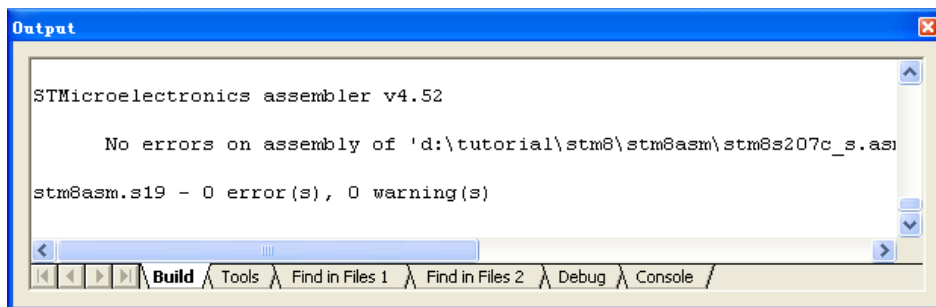 Output
STMicroelectronics assembler v4.52
No errors on assembly of 'd:\tutorial\stm8\stm8asm\stm8s207c_s.asm
stm8asm.s19 - 0 error(s), 0 warning(s)
Build Tools Find in Files 1 Find in Files 2 Debug Console